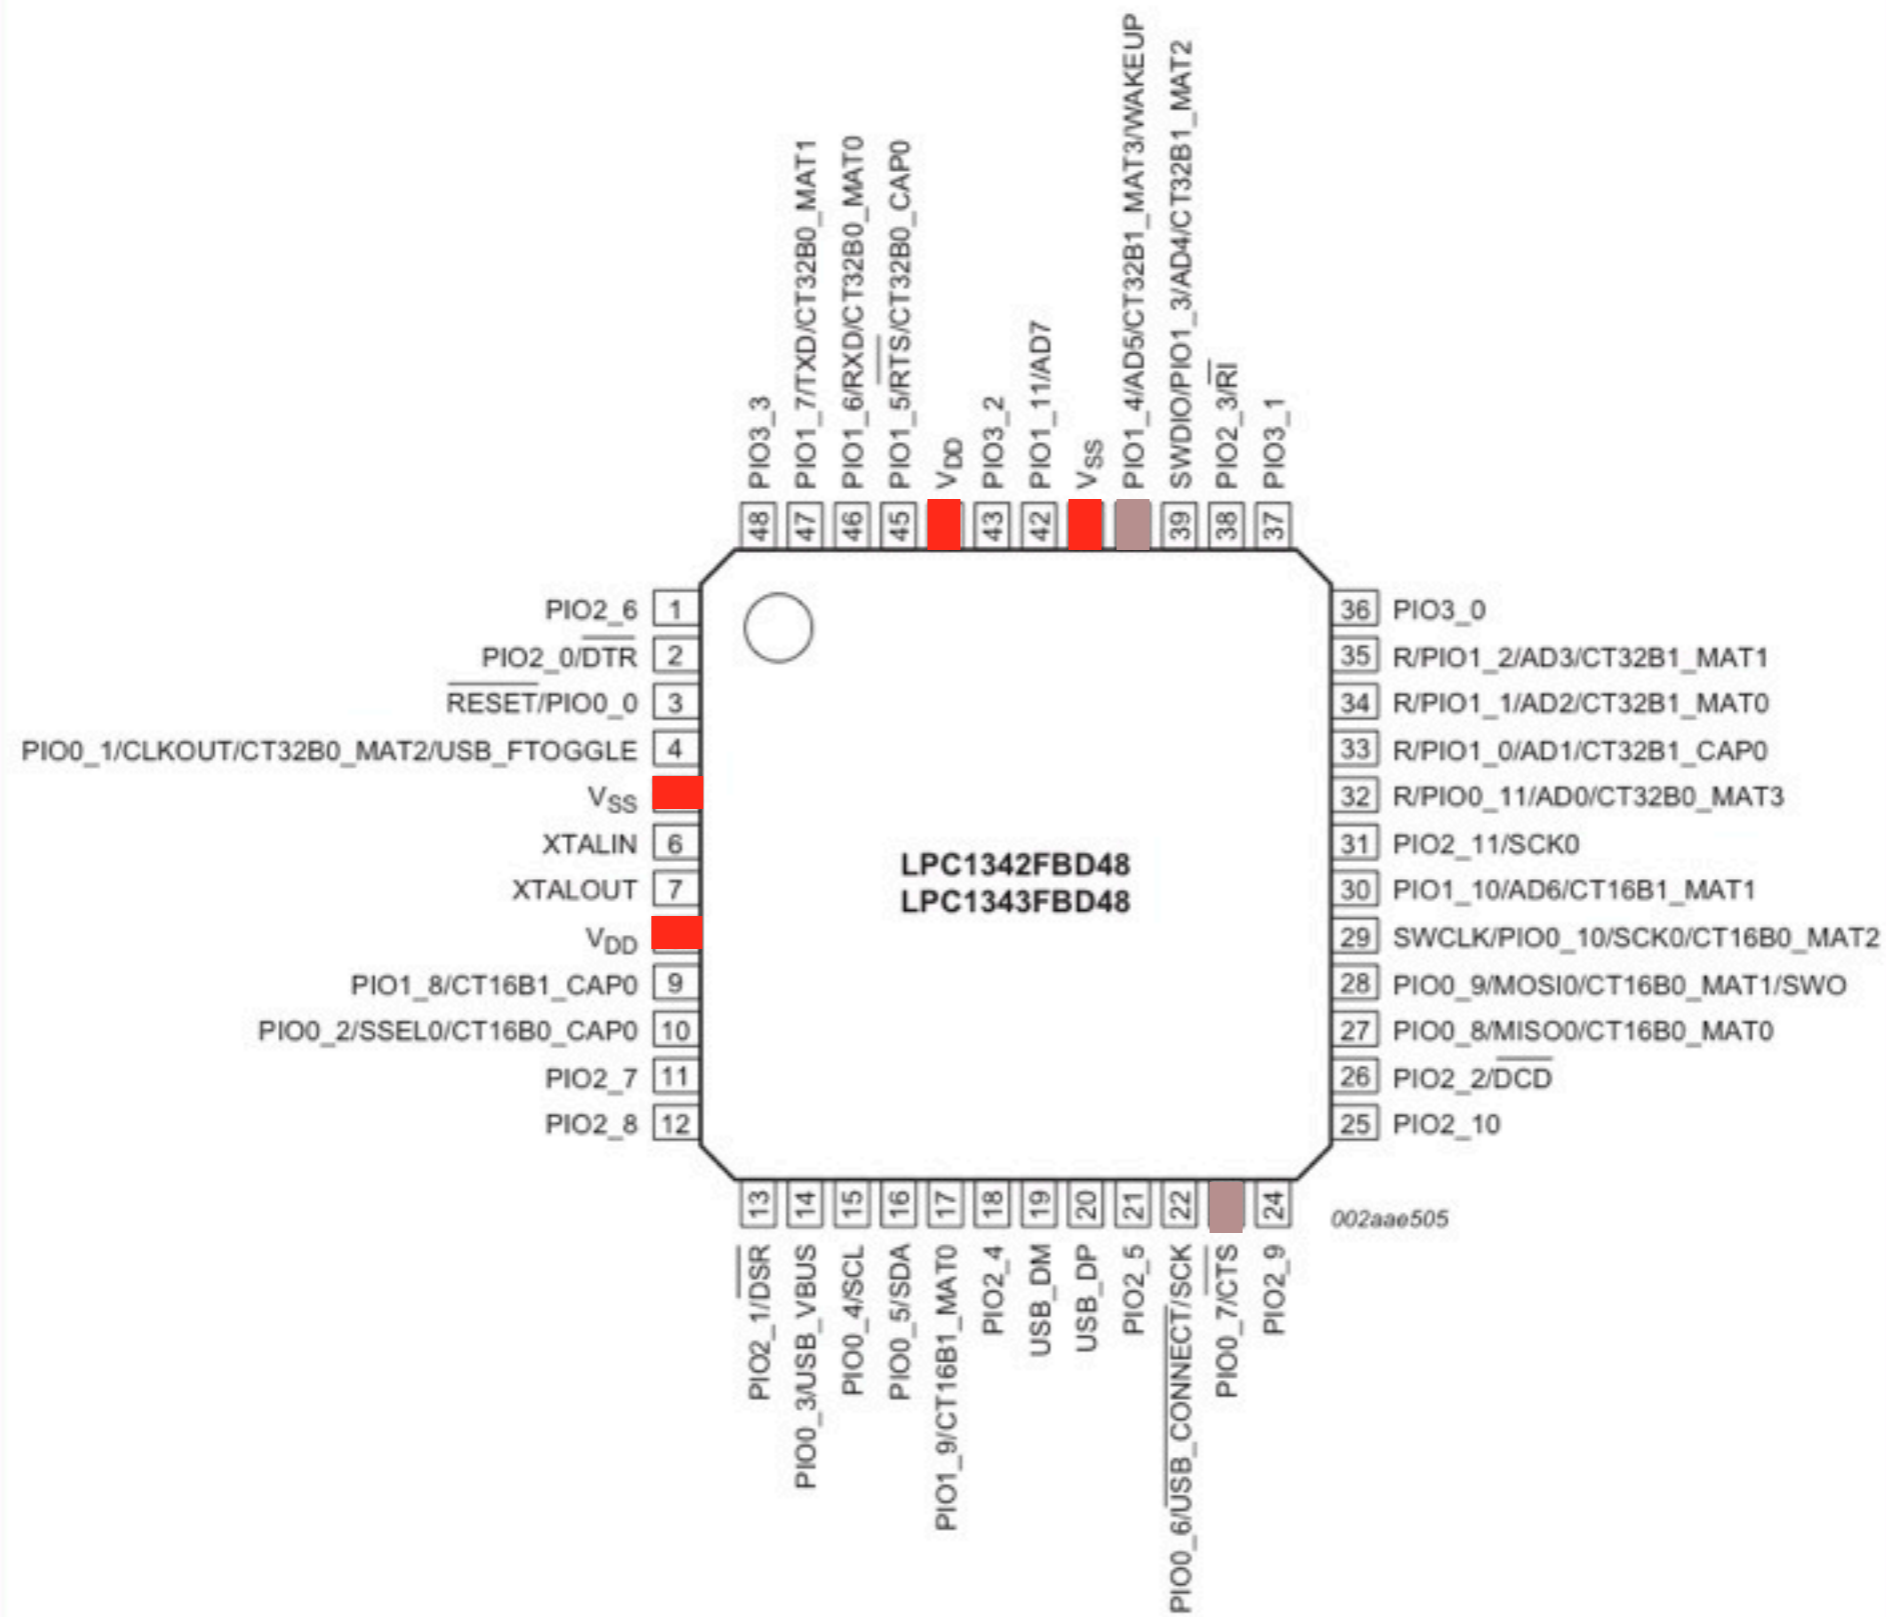 48 PIO3_3
47 PIO1_7/TXD/CT32B0_MAT1
46 PIO1_6/RXD/CT32B0_MAT0
45 PIO1_5/RTS/CT32B0_CAP0
VDD
43 PIO3_2
42 PIO1_11/AD7
VSS
PIO1_4/AD5/CT32B1_MAT3/WAKEUP
39 SWDIO/PIO1_3/AD4/CT32B1_MAT2
38 PIO2_3/RI
37 PIO3_1
PIO2_6 1
PIO2_0/DTR 2
RESET/PIO0_0 3
PIO0_1/CLKOUT/CT32B0_MAT2/USB_FTOGGLE 4
VSS
XTALIN 6
XTALOUT 7
VDD
PIO1_8/CT16B1_CAP0 9
PIO0_2/SSEL0/CT16B0_CAP0 10
PIO2_7 11
PIO2_8 12
LPC1342FBD48
LPC1343FBD48
36 PIO3_0
35 R/PIO1_2/AD3/CT32B1_MAT1
34 R/PIO1_1/AD2/CT32B1_MAT0
33 R/PIO1_0/AD1/CT32B1_CAP0
32 R/PIO0_11/AD0/CT32B0_MAT3
31 PIO2_11/SCK0
30 PIO1_10/AD6/CT16B1_MAT1
29 SWCLK/PIO0_10/SCK0/CT16B0_MAT2
28 PIO0_9/MOSI0/CT16B0_MAT1/SWO
27 PIO0_8/MISO0/CT16B0_MAT0
26 PIO2_2/DCD
25 PIO2_10
13 PIO2_1/DSR
14 PIO0_3/USB_VBUS
15 PIO0_4/SCL
16 PIO0_5/SDA
17 PIO1_9/CT16B1_MAT0
18 PIO2_4
19 USB_DM
20 USB_DP
21 PIO2_5
22 PIO0_6/USB_CONNECT/SCK
PIO0_7/CTS
24 PIO2_9
002aae505